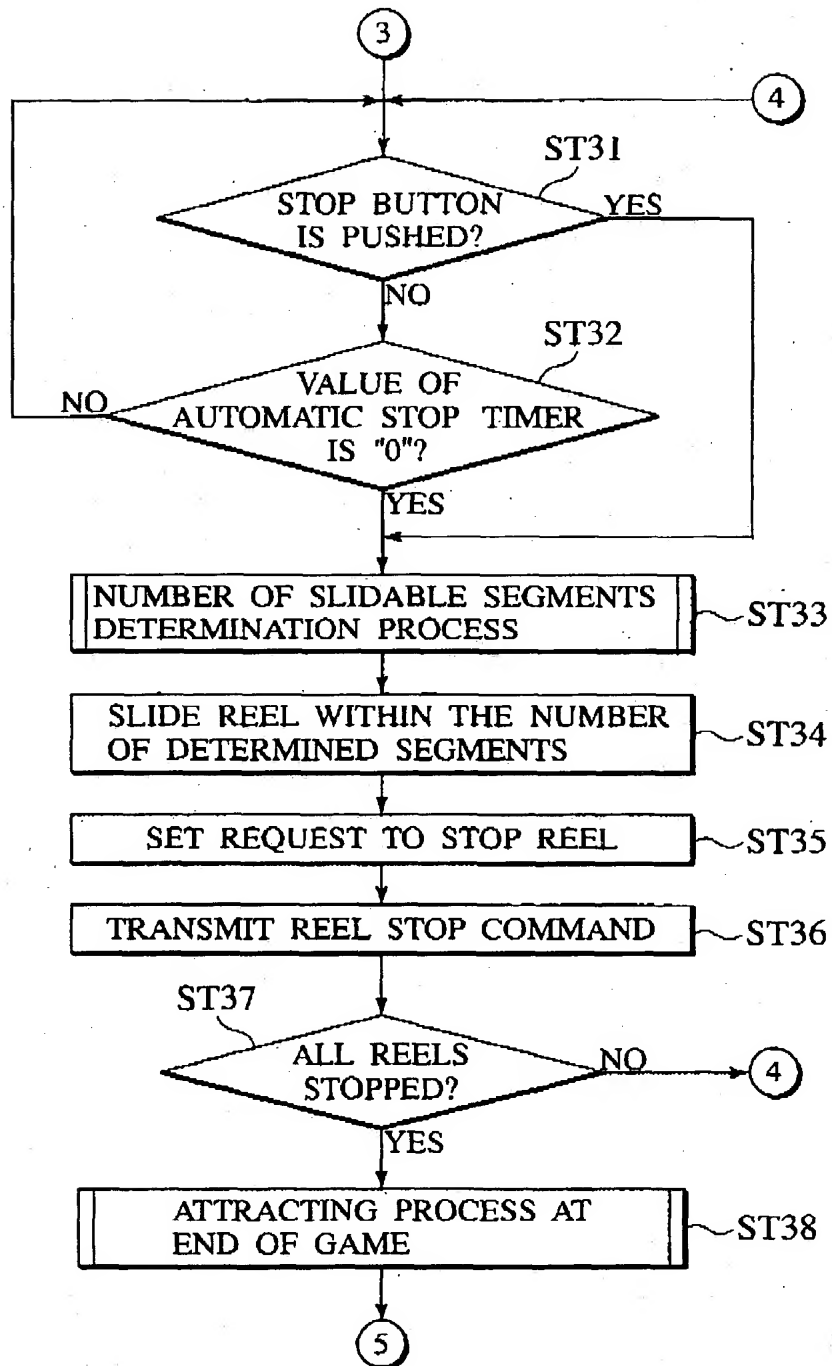 3
4
ST31
STOP BUTTON
IS PUSHED?
YES
NO
ST32
VALUE OF
AUTOMATIC STOP TIMER
IS "0"?
NO
YES
NUMBER OF SLIDABLE SEGMENTS
DETERMINATION PROCESS
ST33
SLIDE REEL WITHIN THE NUMBER
OF DETERMINED SEGMENTS
ST34
SET REQUEST TO STOP REEL
ST35
TRANSMIT REEL STOP COMMAND
ST36
ST37
ALL REELS
STOPPED?
NO
4
YES
ATTRACTING PROCESS AT
END OF GAME
ST38
5